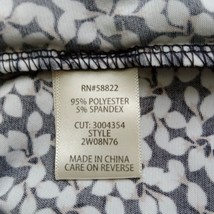 RN#58822
95% POLYESTER
5% SPANDEX
CUT: 3004354
STYLE
2W08N76
MADE IN CHINA
CARE ON REVERSE